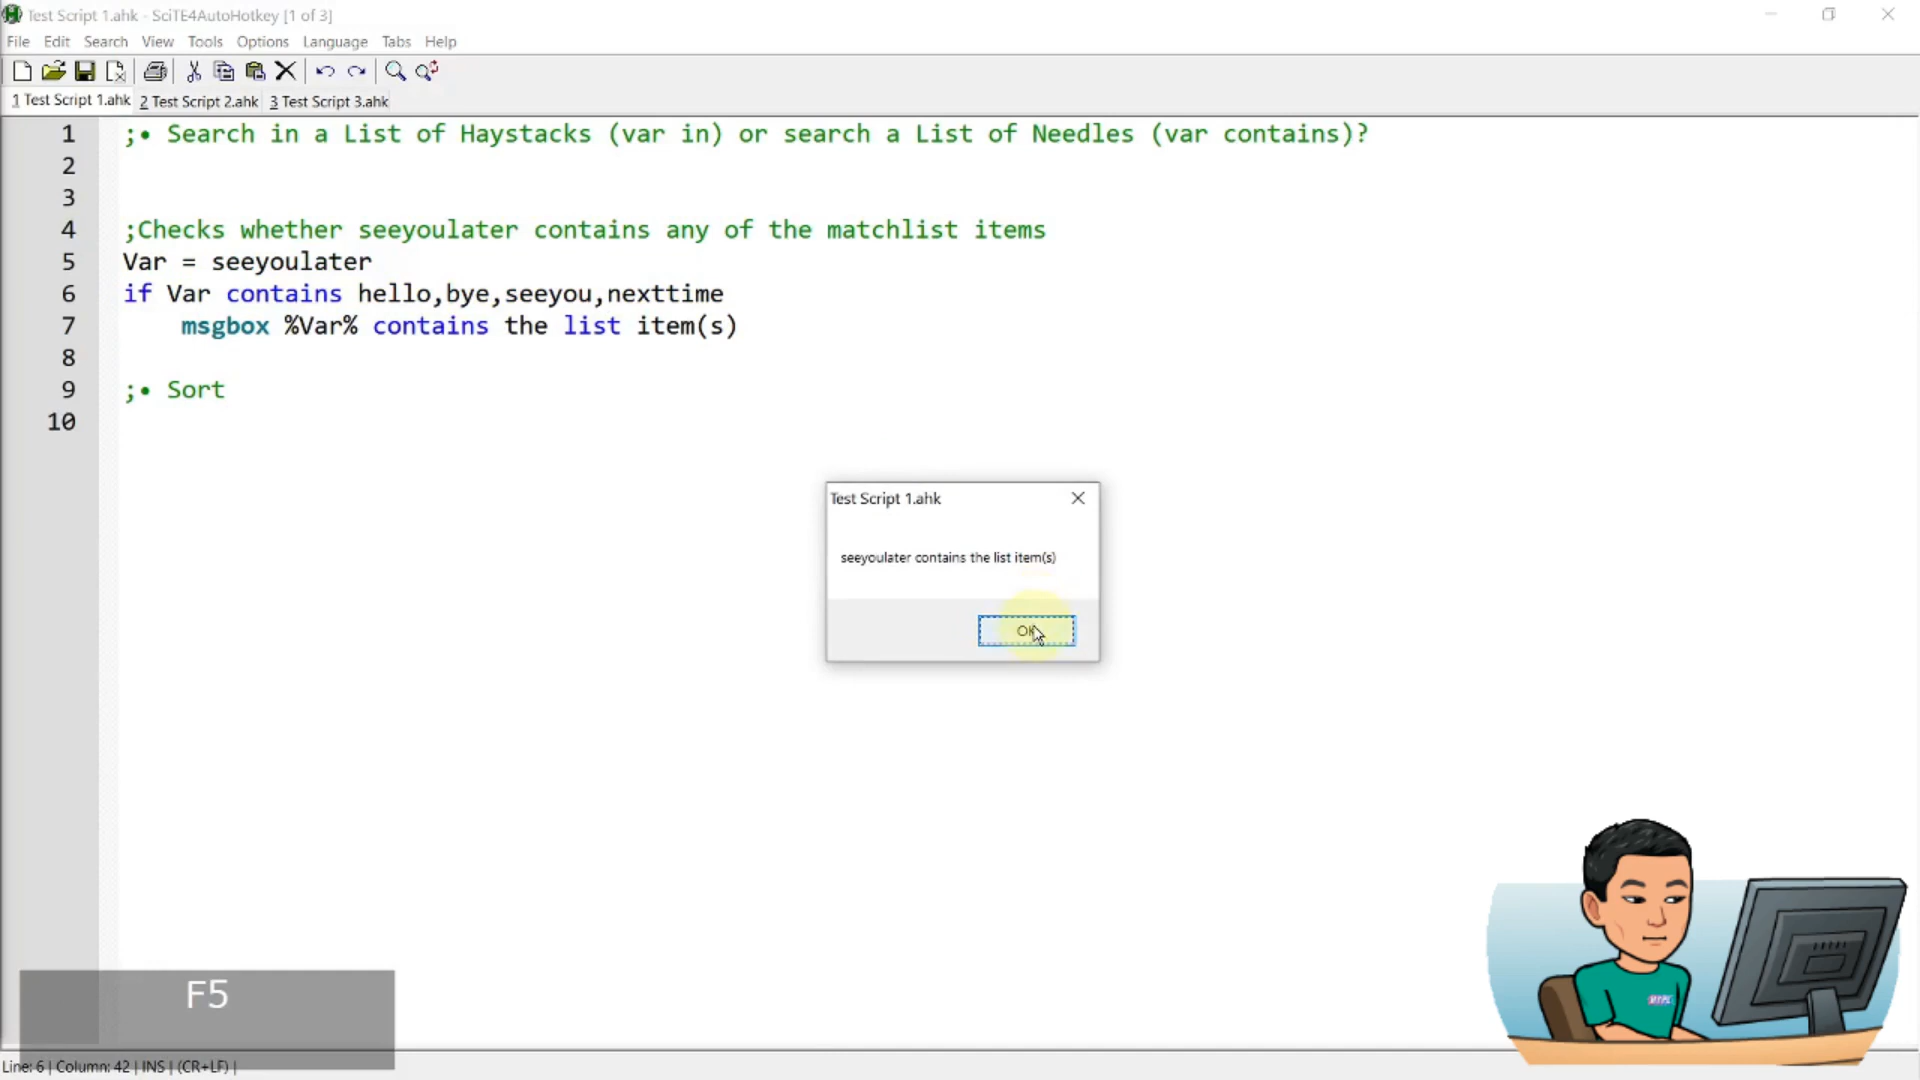 Test Script 1.ahk - SciTE4AutoHotkey [1 of 3]
File Edit Search View Tools Options Language Tabs Help
1 Test Script 1.ahk 2 Test Script 2.ahk 3 Test Script 3.ahk
1 ;• Search in a List of Haystacks (var in) or search a List of Needles (var contains)?
2
3
4 ;Checks whether seeyoulater contains any of the matchlist items
5 Var = seeyoulater
6 if Var contains hello,bye,seeyou,nexttime
7 msgbox %Var% contains the list item(s)
8
9 ;• Sort
10
Test Script 1.ahk
seeyoulater contains the list item(s)
OK
F5
Line: 6 | Column: 42 | INS | (CR+LF) |